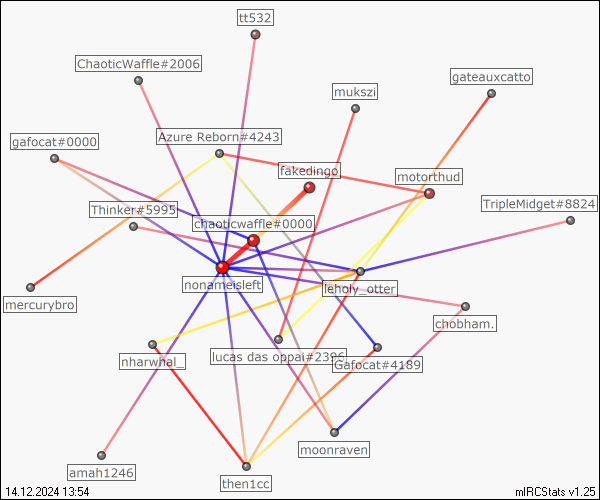 tt532
ChaoticWaffle#2006
gateauxcatto
mukszi
Azure Reborn#4243
gafocat#0000
fakedingo
motorthud
TripleMidget#8824
Thinker#5995
chaoticwaffle#0000
nonameisleft
leholy_otter
mercurybro
chobham.
lucas das oppai#2396
nharwhal_
Gafocat#4189
moonraven
amah1246
then1cc
14.12.2024 13:54
mIRCStats v1.25